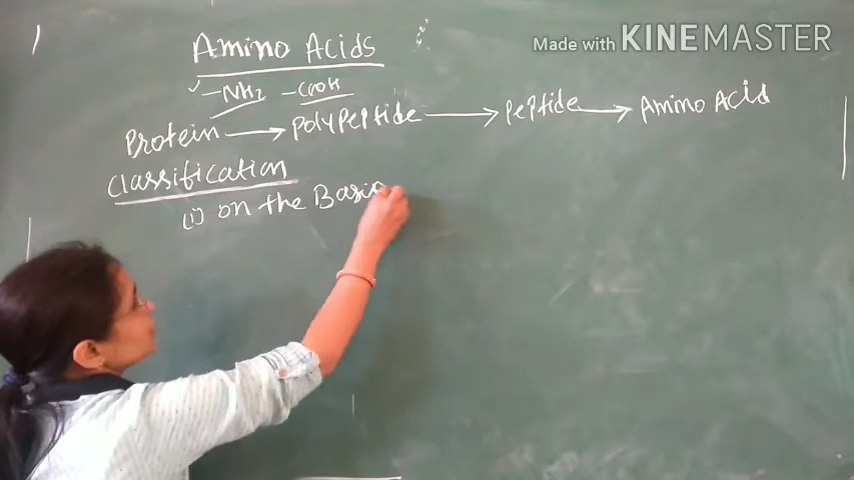 Made with KINEMASTER
Amino Acids
✓ -NH2 -COOH
Protein → Polypeptide → Peptide → Amino Acid
Classification
(i) on the Basis